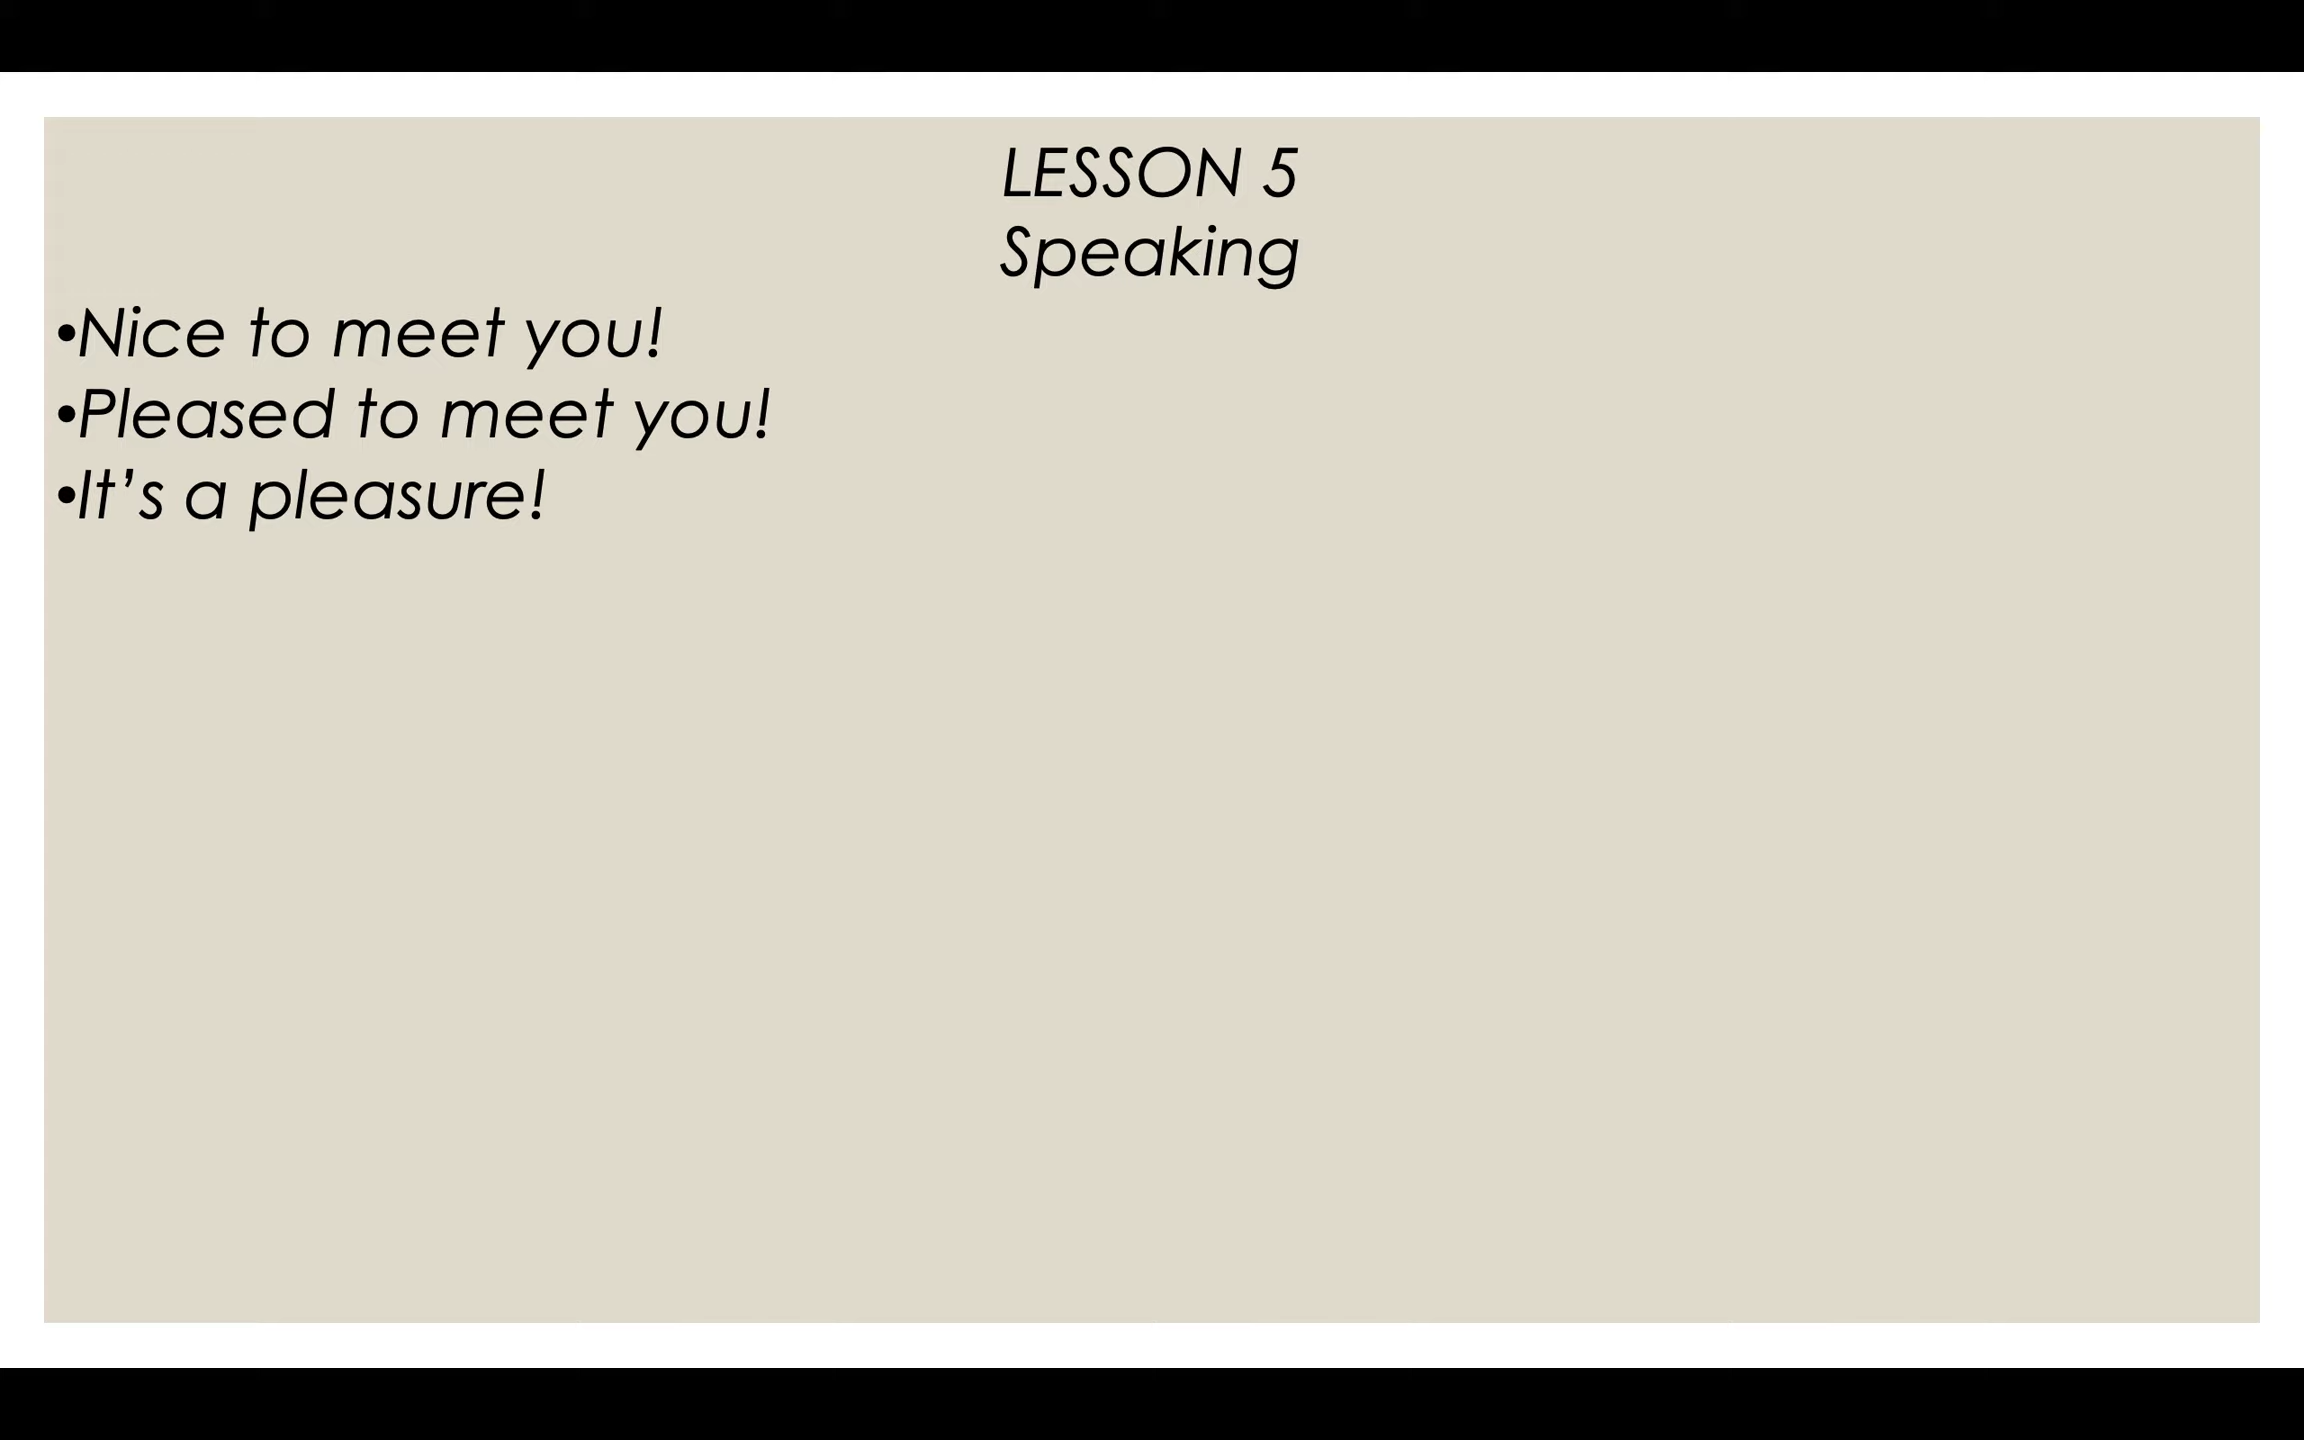 LESSON 5
Speaking
•Nice to meet you!
•Pleased to meet you!
•It’s a pleasure!